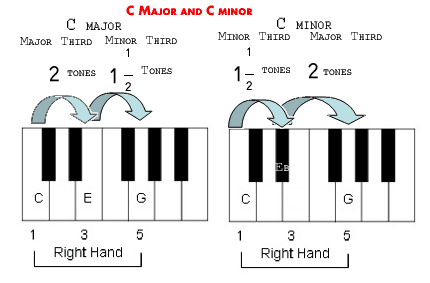 C Major and C minor
C MAJOR
Major Third Minor Third
2 TONES 1 1/2 Tones
C E G
1 3 5
Right Hand
C MINOR
Minor Third Major Third
1 1/2 TONES 2 TONES
Eb
C G
1 3 5
Right Hand